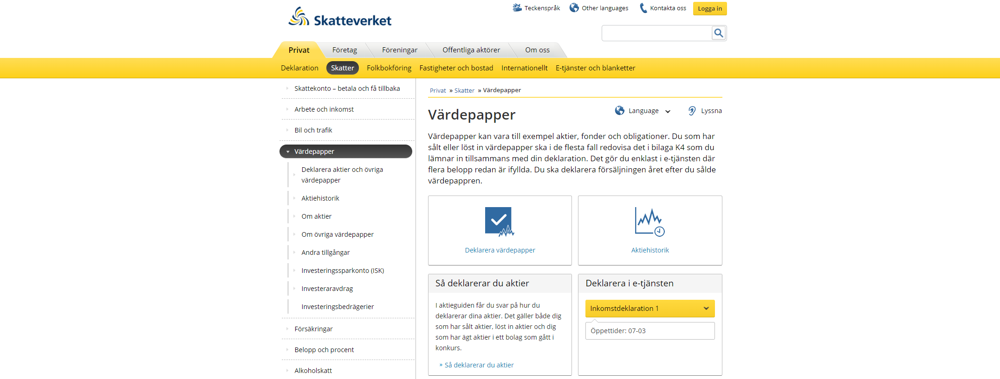 Teckenspråk
Other languages
Kontakta oss
Logga in
Skatteverket
Privat
Företag
Föreningar
Offentliga aktörer
Om oss
Deklaration
Skatter
Folkbokföring
Fastigheter och bostad
Internationellt
E-tjänster och blanketter
Skattekonto – betala och få tillbaka
Arbete och inkomst
Bil och trafik
Värdepapper
Deklarera aktier och övriga
värdepapper
Aktiehistorik
Om aktier
Om övriga värdepapper
Andra tillgångar
Investeringssparkonto (ISK)
Investeraravdrag
Investeringsbedrägerier
Försäkringar
Belopp och procent
Alkoholskatt
Privat » Skatter » Värdepapper
Värdepapper
Language
Lyssna
Värdepapper kan vara till exempel aktier, fonder och obligationer. Du som har
sålt eller löst in värdepapper ska i de flesta fall redovisa det i bilaga K4 som du
lämnar in tillsammans med din deklaration. Det gör du enklast i e-tjänsten där
flera belopp redan är ifyllda. Du ska deklarera försäljningen året efter du sålde
värdepappren.
Deklarera värdepapper
Aktiehistorik
Så deklarerar du aktier
I aktieguiden får du svar på hur du
deklarerar dina aktier. Det gäller både dig
som har sålt aktier, löst in aktier och dig
som har ägt aktier i ett bolag som gått i
konkurs.
» Så deklarerar du aktier
Deklarera i e-tjänsten
Inkomstdeklaration 1
Öppettider: 07-03